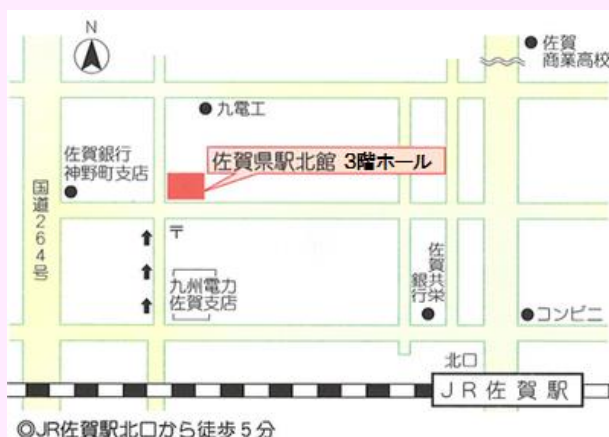 N
佐賀
商業高校
九電工
佐賀銀行
神野町支店
佐賀県駅北館 3階ホール
国道264号
〒
九州電力
佐賀支店
佐賀共栄
銀行
コンビニ
北口
JR佐賀駅
◎JR佐賀駅北口から徒歩5分